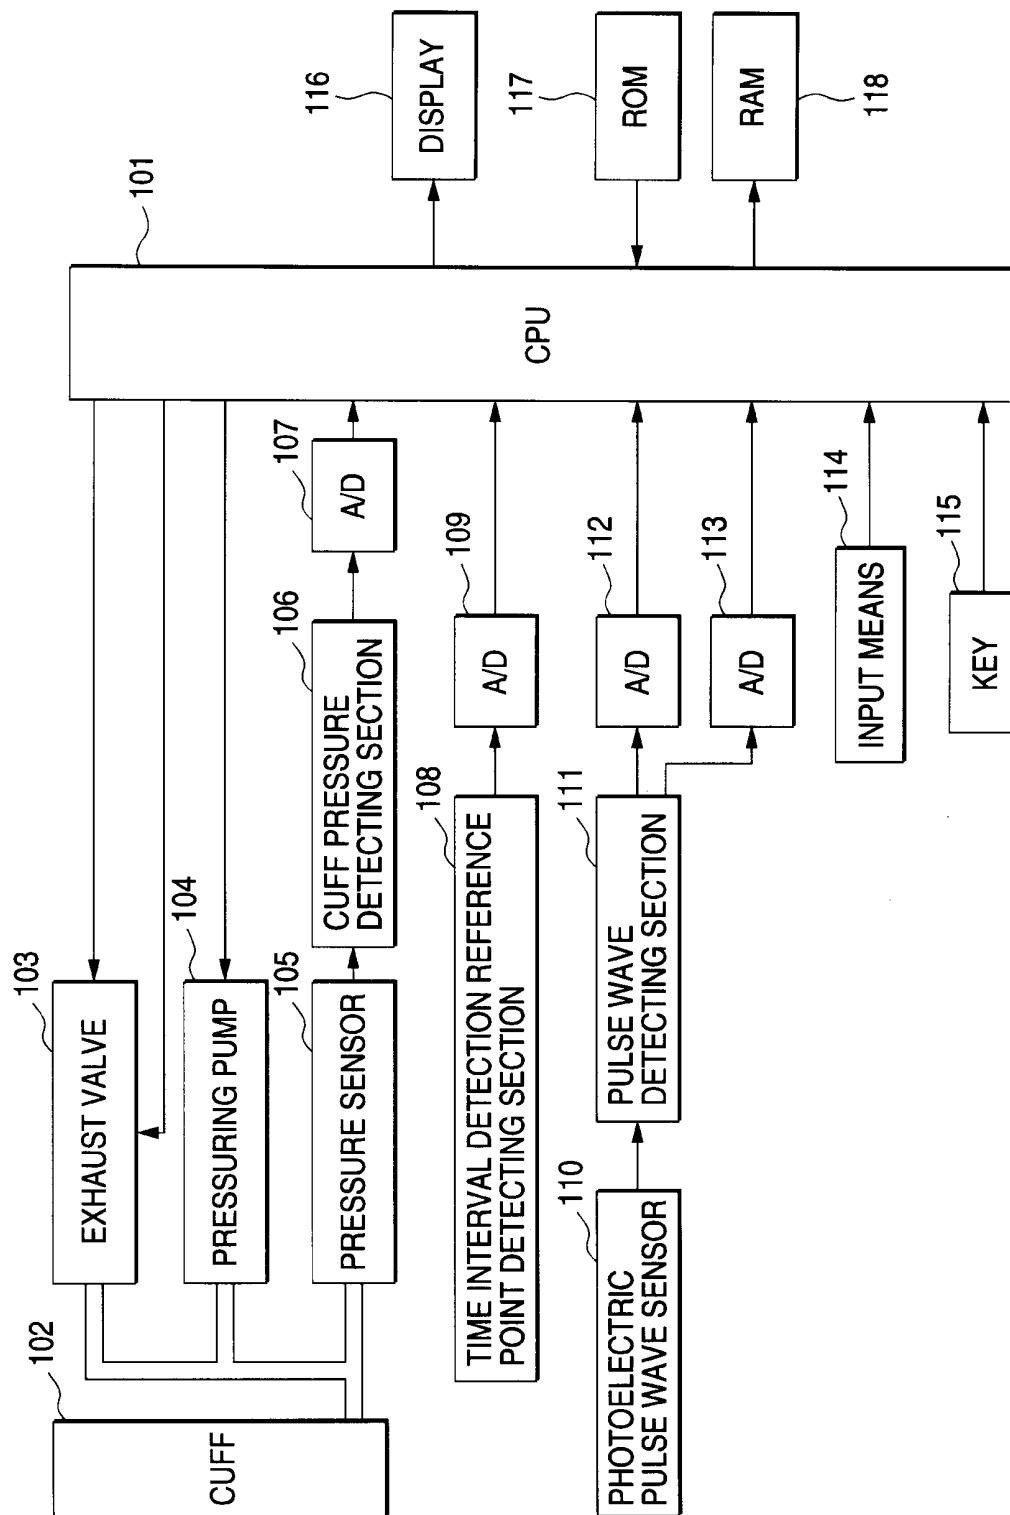 102
CUFF
103
EXHAUST VALVE
104
PRESSURING PUMP
105
PRESSURE SENSOR
106
CUFF PRESSURE
DETECTING SECTION
107
A/D
108
TIME INTERVAL DETECTION REFERENCE
POINT DETECTING SECTION
109
A/D
110
PHOTOELECTRIC
PULSE WAVE SENSOR
111
PULSE WAVE
DETECTING SECTION
112
A/D
113
A/D
114
INPUT MEANS
115
KEY
101
CPU
116
DISPLAY
117
ROM
118
RAM